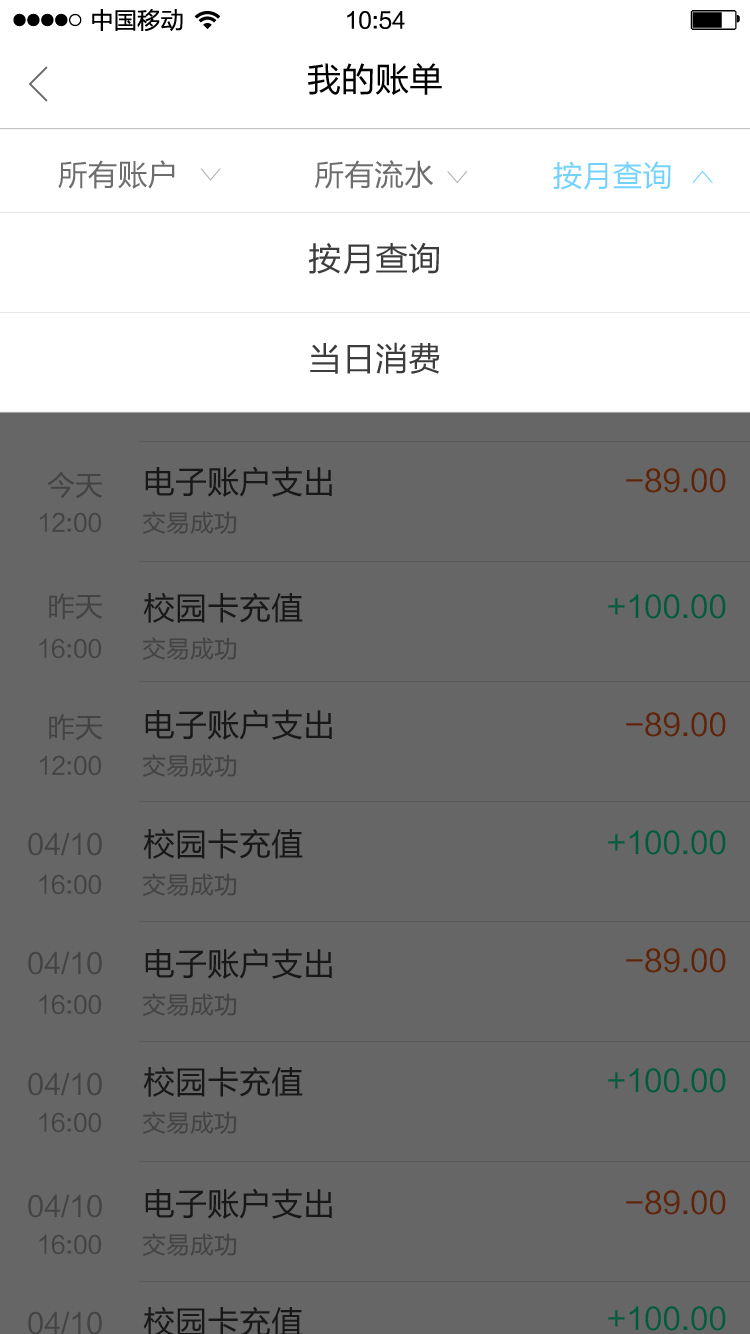 中国移动 10:54
我的账单
所有账户 所有流水 按月查询
按月查询
当日消费
今天 电子账户支出 −89.00
12:00 交易成功
昨天 校园卡充值 +100.00
16:00 交易成功
昨天 电子账户支出 −89.00
12:00 交易成功
04/10 校园卡充值 +100.00
16:00 交易成功
04/10 电子账户支出 −89.00
16:00 交易成功
04/10 校园卡充值 +100.00
16:00 交易成功
04/10 电子账户支出 −89.00
16:00 交易成功
04/10 校园卡充值 +100.00